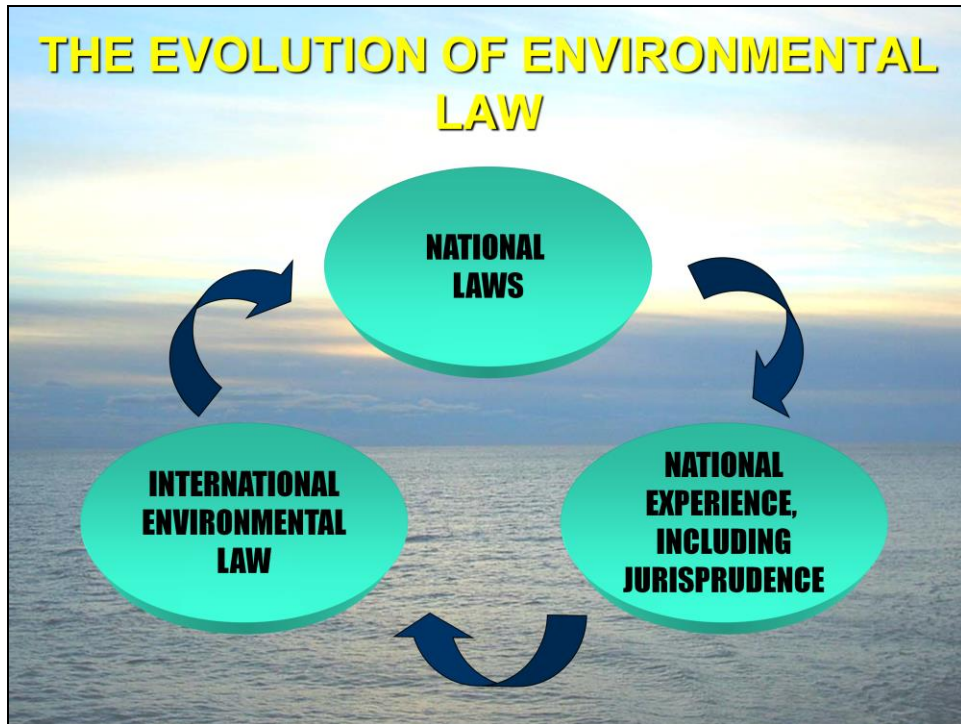 THE EVOLUTION OF ENVIRONMENTAL
LAW
NATIONAL
LAWS
INTERNATIONAL
ENVIRONMENTAL
LAW
NATIONAL
EXPERIENCE,
INCLUDING
JURISPRUDENCE